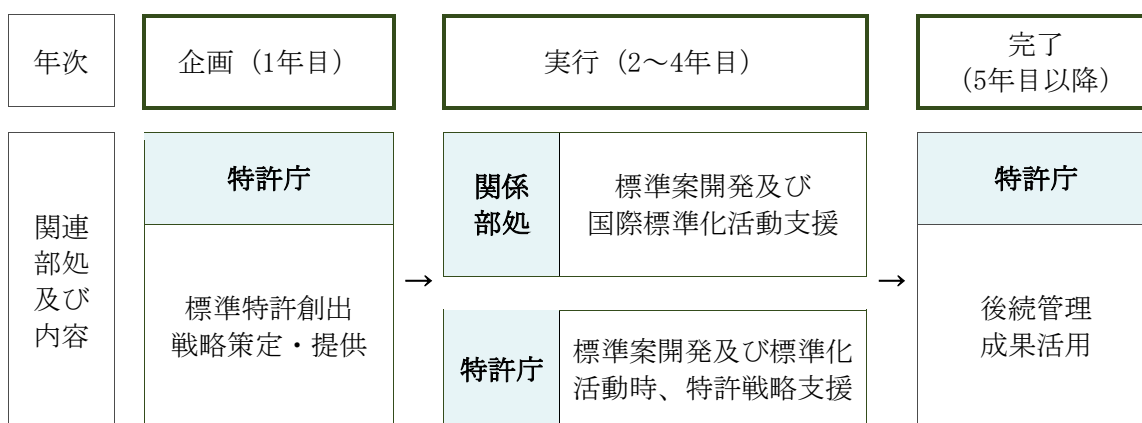 年次
企画（1年目）
実行（2～4年目）
完了
（5年目以降）
関連
部処
及び
内容
特許庁
標準特許創出
戦略策定・提供
→
関係
部処
標準案開発及び
国際標準化活動支援
特許庁
標準案開発及び標準化
活動時、特許戦略支援
→
特許庁
後続管理
成果活用